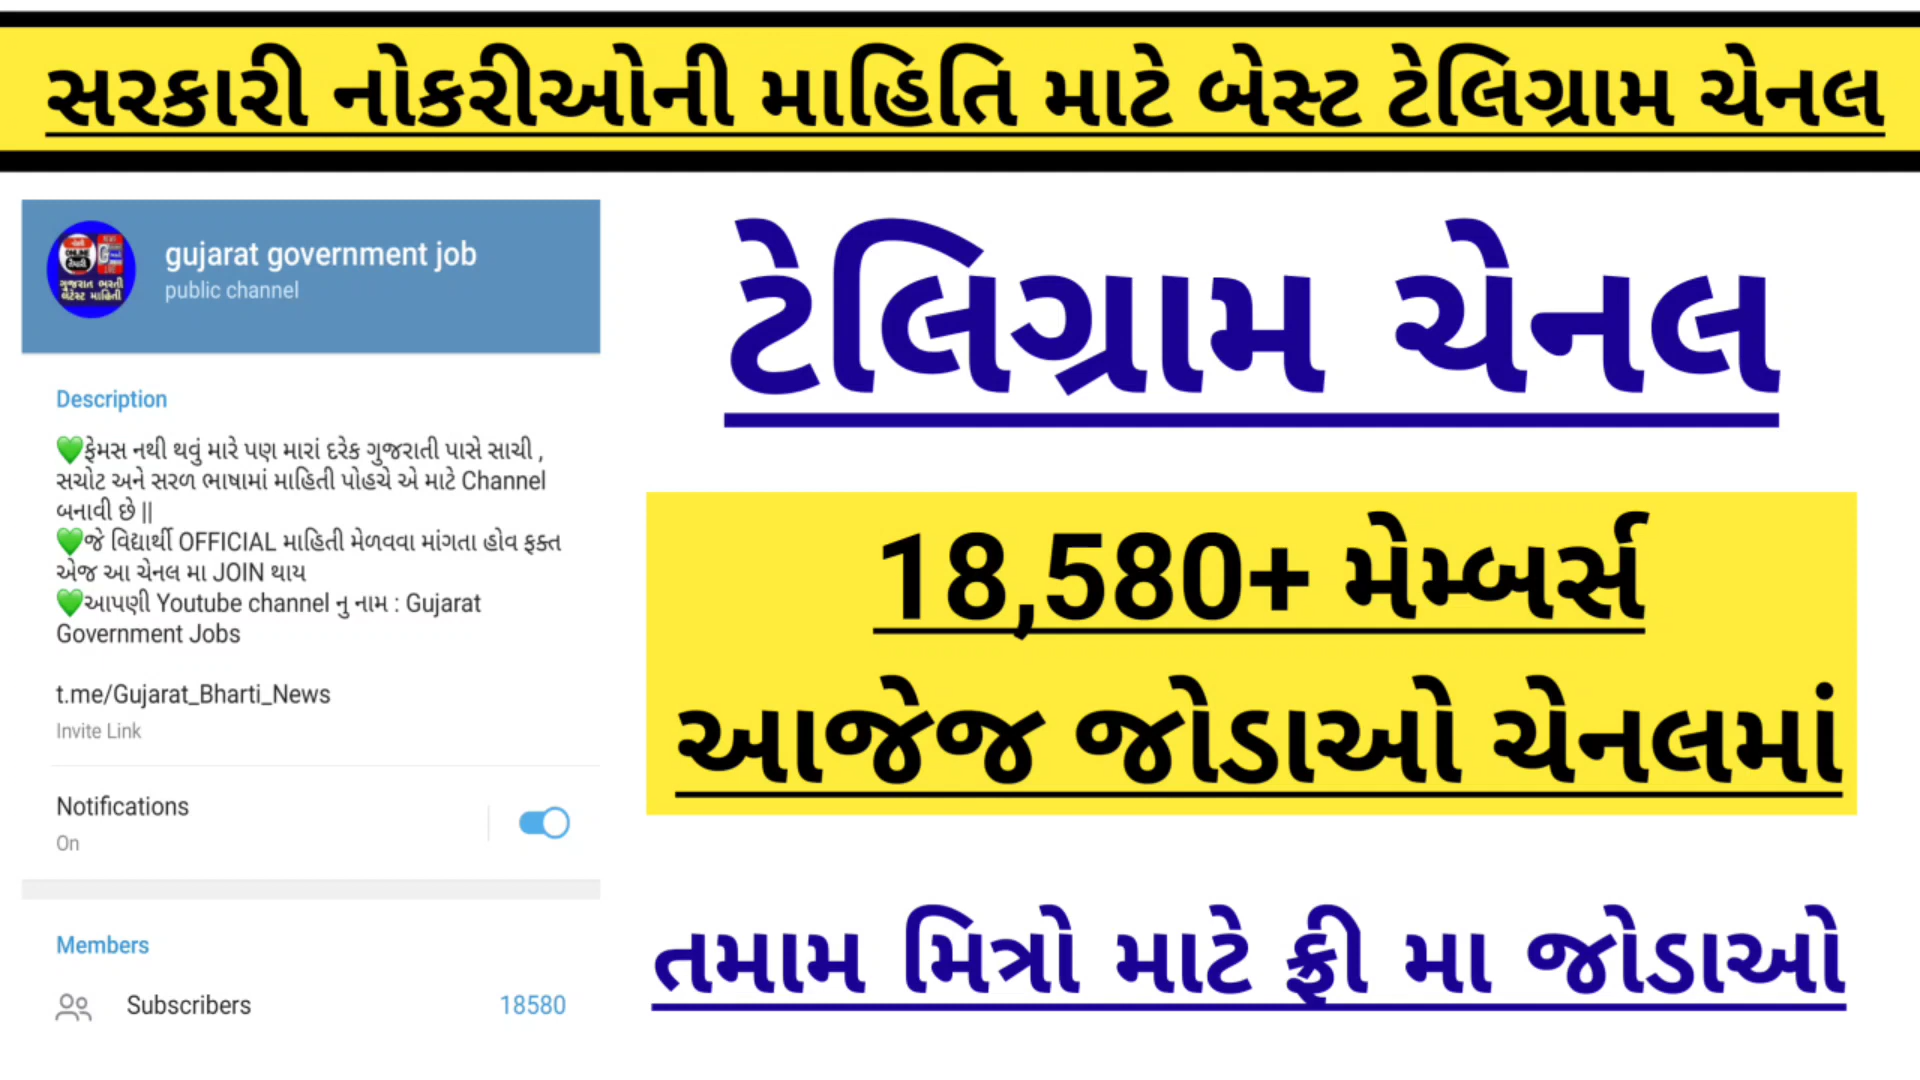 સરકારી નોકરીઓની માહિતિ માટે બેસ્ટ ટેલિગ્રામ ચેનલ
gujarat government job
public channel
ગુજરાત ભરતી
લેટેસ્ટ માહિતી
Description
💚ફેમસ નથી થવું મારે પણ મારાં દરેક ગુજરાતી પાસે સાચી ,
સચોટ અને સરળ ભાષામાં માહિતી પોહચે એ માટે Channel
બનાવી છે ||
💚જે વિદ્યાર્થી OFFICIAL માહિતી મેળવવા માંગતા હોવ ફક્ત
એજ આ ચેનલ મા JOIN થાય
💚આપણી Youtube channel નુ નામ : Gujarat
Government Jobs
t.me/Gujarat_Bharti_News
Invite Link
Notifications
On
Members
Subscribers 18580
ટેલિગ્રામ ચેનલ
18,580+ મેમ્બર્સ
આજેજ જોડાઓ ચેનલમાં
તમામ મિત્રો માટે ફ્રી મા જોડાઓ